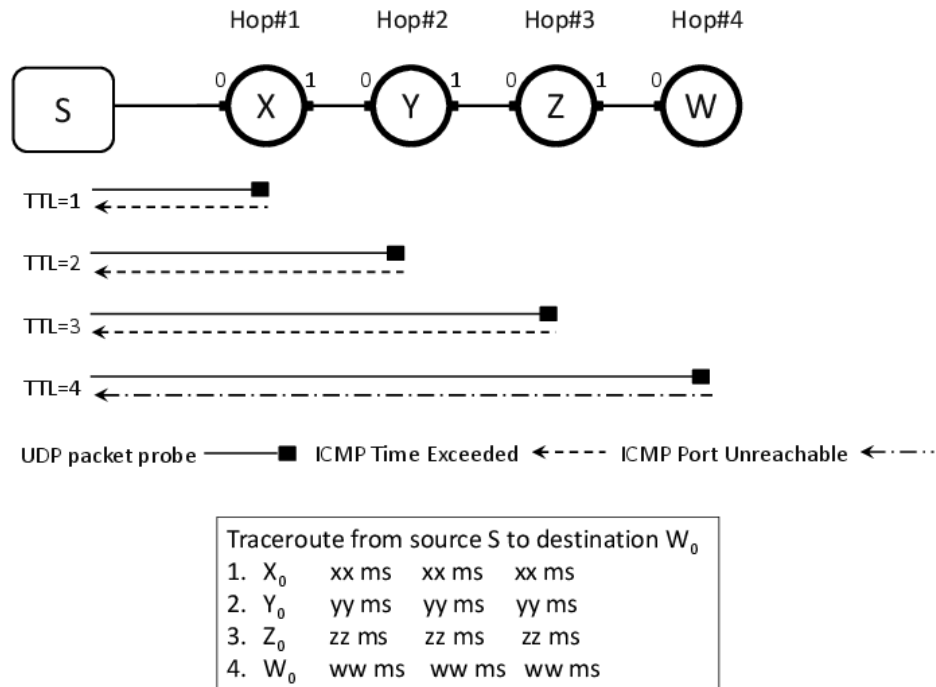 Hop#1 Hop#2 Hop#3 Hop#4
S 0 X 1 0 Y 1 0 Z 1 0 W
TTL=1
TTL=2
TTL=3
TTL=4
UDP packet probe ICMP Time Exceeded ICMP Port Unreachable
Traceroute from source S to destination W₀
1. X₀ xx ms xx ms xx ms
2. Y₀ yy ms yy ms yy ms
3. Z₀ zz ms zz ms zz ms
4. W₀ ww ms ww ms ww ms